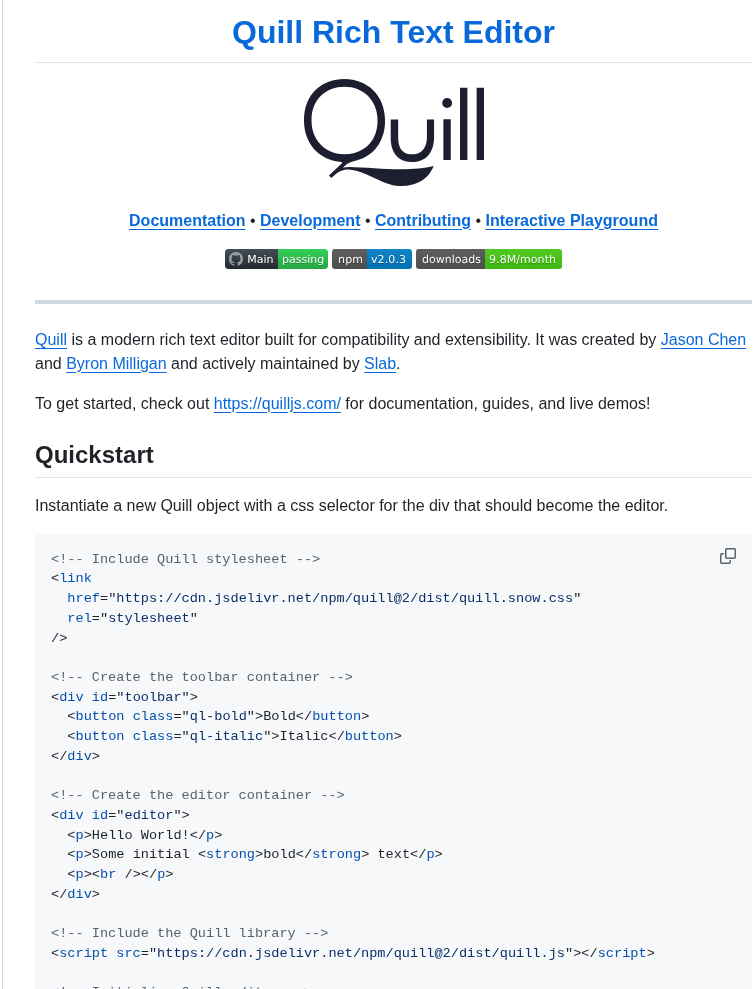 Quill Rich Text Editor
Quill
Documentation • Development • Contributing • Interactive Playground
Main passing npm v2.0.3 downloads 9.8M/month
Quill is a modern rich text editor built for compatibility and extensibility. It was created by Jason Chen
and Byron Milligan and actively maintained by Slab.
To get started, check out https://quilljs.com/ for documentation, guides, and live demos!
Quickstart
Instantiate a new Quill object with a css selector for the div that should become the editor.
<!-- Include Quill stylesheet -->
<link
  href="https://cdn.jsdelivr.net/npm/quill@2/dist/quill.snow.css"
  rel="stylesheet"
/>
<!-- Create the toolbar container -->
<div id="toolbar">
  <button class="ql-bold">Bold</button>
  <button class="ql-italic">Italic</button>
</div>
<!-- Create the editor container -->
<div id="editor">
  <p>Hello World!</p>
  <p>Some initial <strong>bold</strong> text</p>
  <p><br /></p>
</div>
<!-- Include the Quill library -->
<script src="https://cdn.jsdelivr.net/npm/quill@2/dist/quill.js"></script>